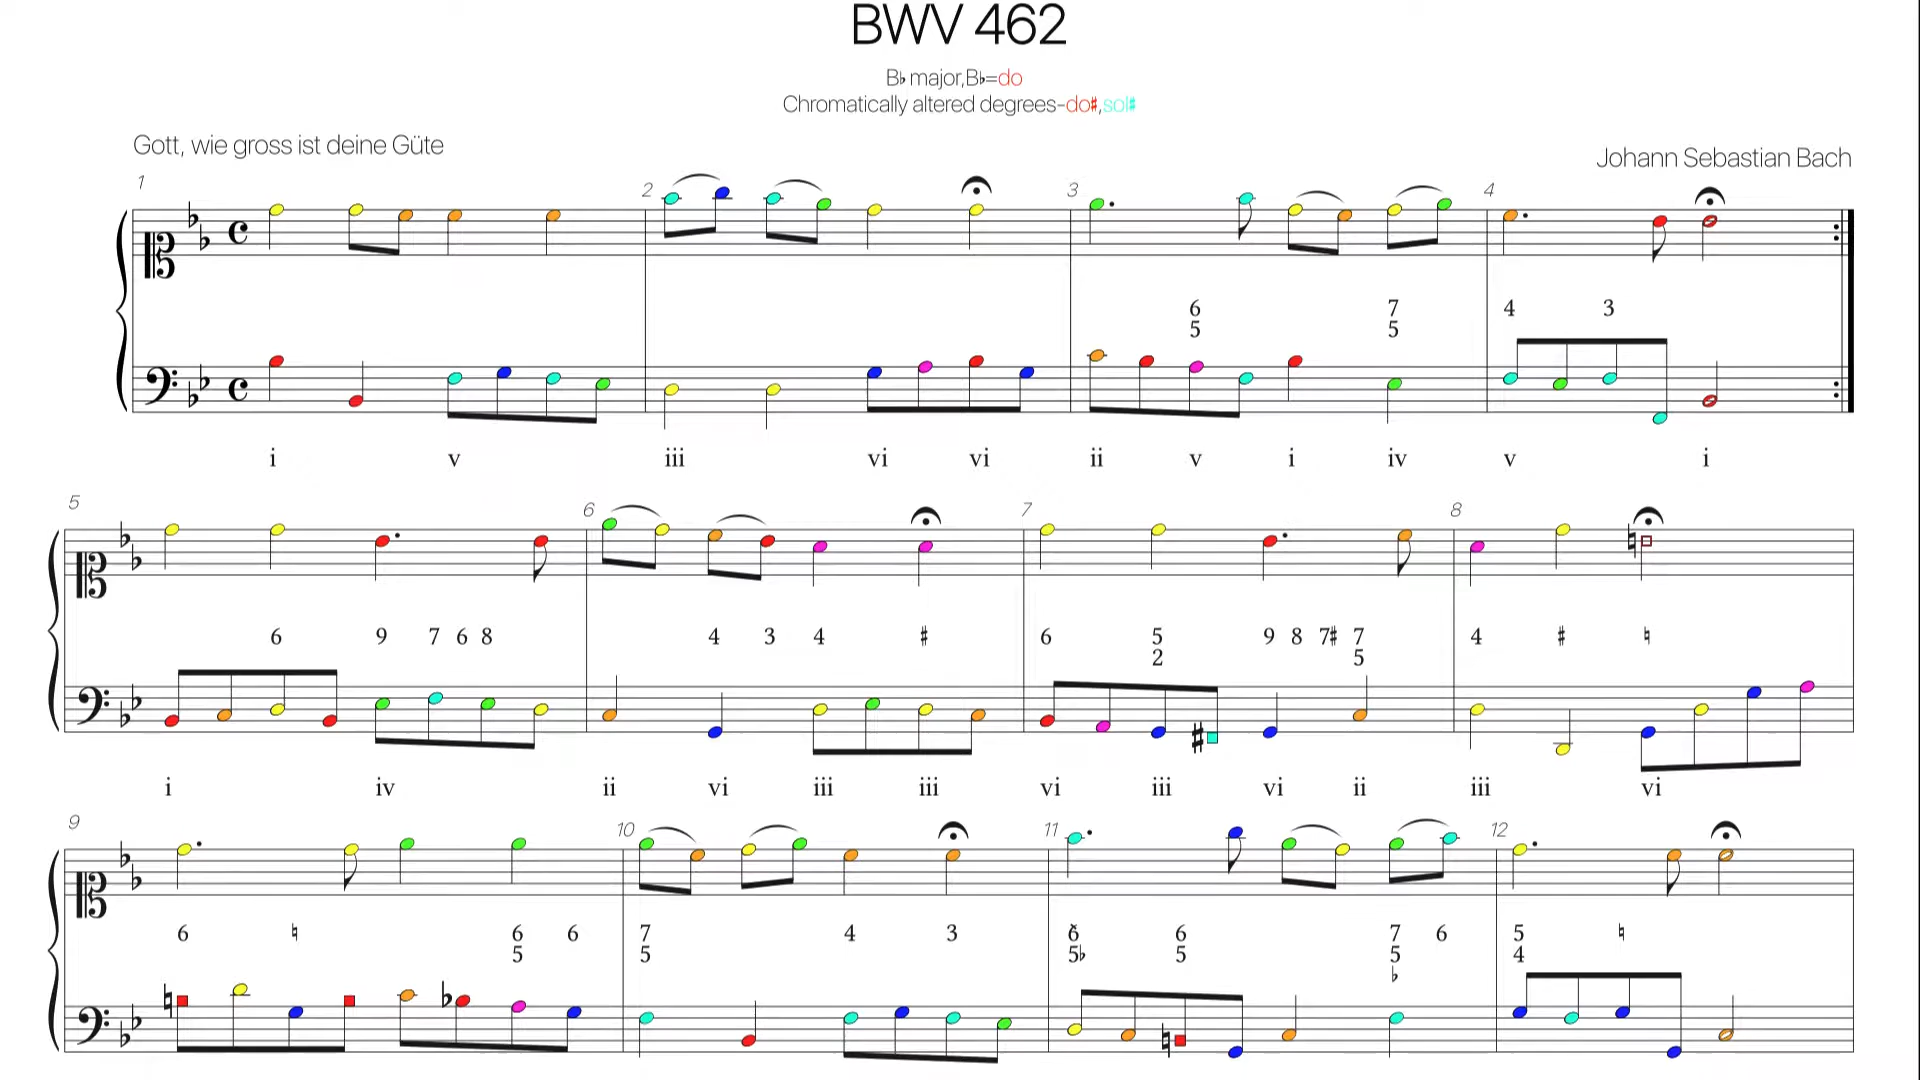 BWV 462
B♭ major,B♭=do
Chromatically altered degrees-do♯,sol♯
Gott, wie gross ist deine Güte
Johann Sebastian Bach
1 2 3 4
6 7 4 3
5 5
i v iii vi vi ii v i iv v i
5 6 7 8
6 9 7 6 8 4 3 4 ♯ 6 5 9 8 7♯ 7 4 ♯ ♮
2 5
i iv ii vi iii iii vi iii vi ii iii vi
9 10 11 12
6 ♮ 6 6 7 4 3 6 6 7 6 5 ♮
5 5 5♭ 5 5 4
♭